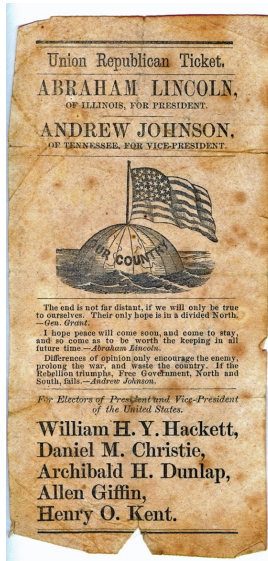 Union Republican Ticket.
ABRAHAM LINCOLN,
OF ILLINOIS, FOR PRESIDENT.
ANDREW JOHNSON,
OF TENNESSEE, FOR VICE-PRESIDENT.
OUR COUNTRY
The end is not far distant, if we will only be true
to ourselves. Their only hope is in a divided North.
—Gen. Grant.
I hope peace will come soon, and come to stay,
and so come as to be worth the keeping in all
future time.—Abraham Lincoln.
Differences of opinion only encourage the enemy,
prolong the war, and waste the country. If the
Rebellion triumphs, Free Government, North and
South, fails.—Andrew Johnson.
For Electors of President and Vice-President
of the United States.
William H. Y. Hackett,
Daniel M. Christie,
Archibald H. Dunlap,
Allen Giffin,
Henry O. Kent.